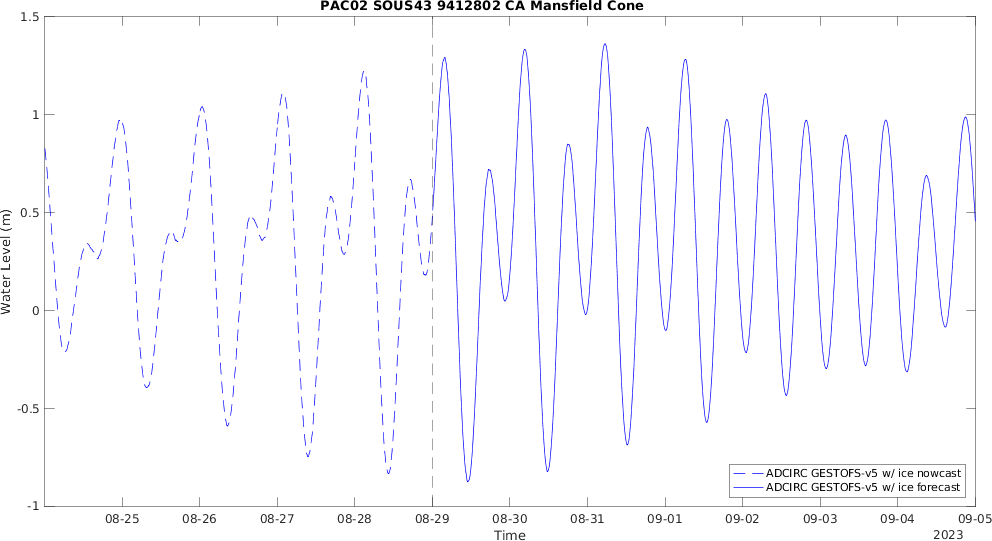 PAC02 SOUS43 9412802 CA Mansfield Cone
1.5
1
0.5
0
-0.5
-1
Water Level (m)
ADCIRC GESTOFS-v5 w/ ice nowcast
ADCIRC GESTOFS-v5 w/ ice forecast
08-25 08-26 08-27 08-28 08-29 08-30 08-31 09-01 09-02 09-03 09-04 09-05
Time
2023